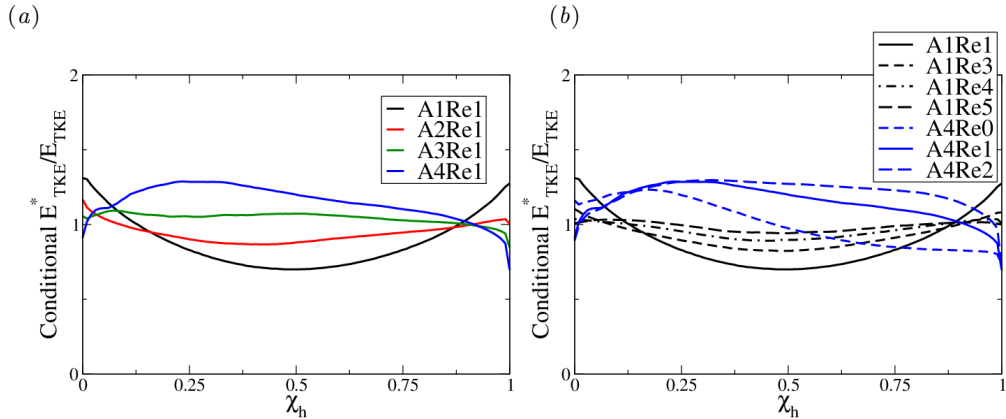 (a)
2
1
0
Conditional E*TKE/ETKE
0
0.25
0.5
0.75
1
χh
A1Re1
A2Re1
A3Re1
A4Re1
(b)
2
1
0
Conditional E*TKE/ETKE
0
0.25
0.5
0.75
1
χh
A1Re1
A1Re3
A1Re4
A1Re5
A4Re0
A4Re1
A4Re2